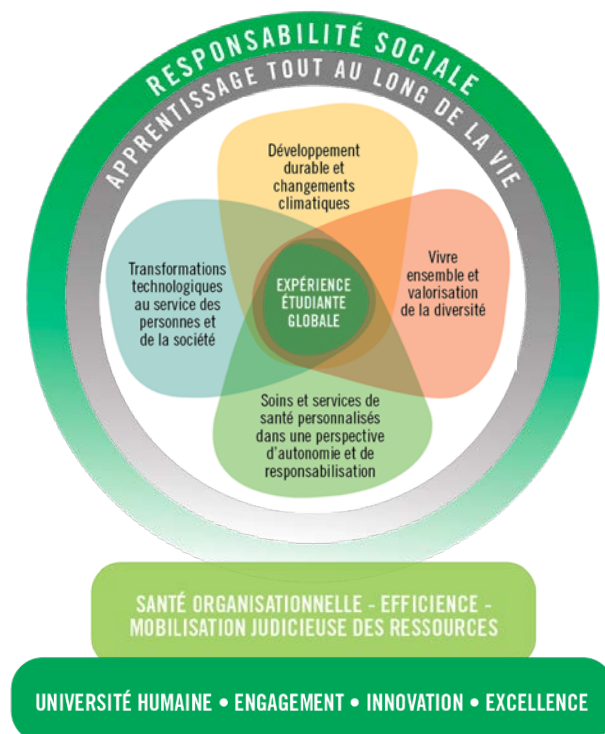 RESPONSABILITÉ SOCIALE
APPRENTISSAGE TOUT AU LONG DE LA VIE
Développement
durable et
changements
climatiques
Transformations
technologiques
au service des
personnes et
de la société
EXPÉRIENCE
ÉTUDIANTE
GLOBALE
Vivre
ensemble et
valorisation
de la diversité
Soins et services de
santé personnalisés
dans une perspective
d'autonomie et de
responsabilisation
SANTÉ ORGANISATIONNELLE - EFFICIENCE -
MOBILISATION JUDICIEUSE DES RESSOURCES
UNIVERSITÉ HUMAINE • ENGAGEMENT • INNOVATION • EXCELLENCE